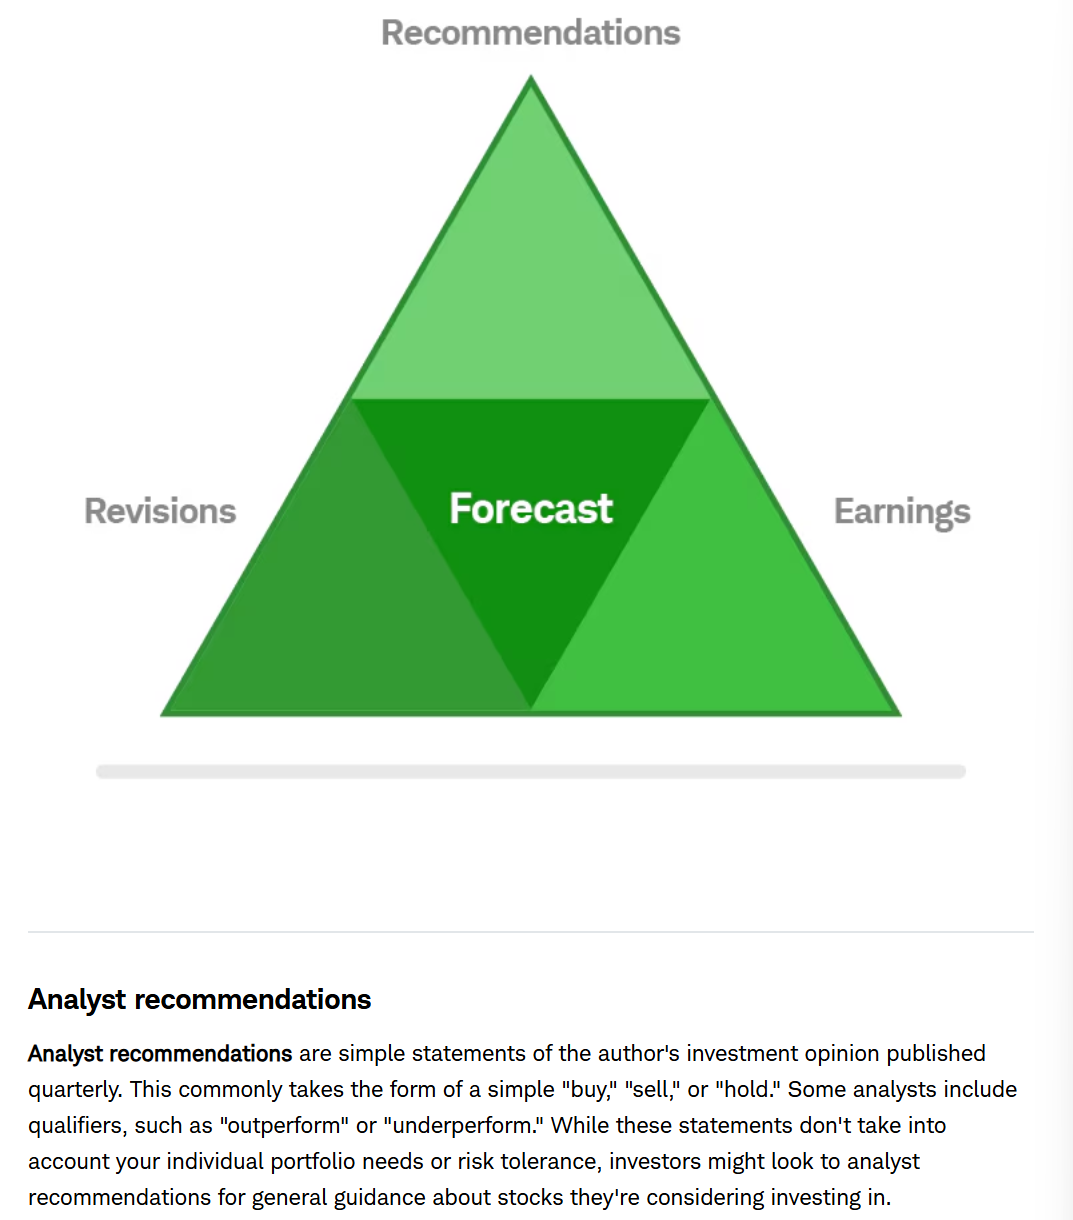 Recommendations
Revisions
Forecast
Earnings
Analyst recommendations
Analyst recommendations are simple statements of the author's investment opinion published
quarterly. This commonly takes the form of a simple "buy," "sell," or "hold." Some analysts include
qualifiers, such as "outperform" or "underperform." While these statements don't take into
account your individual portfolio needs or risk tolerance, investors might look to analyst
recommendations for general guidance about stocks they're considering investing in.